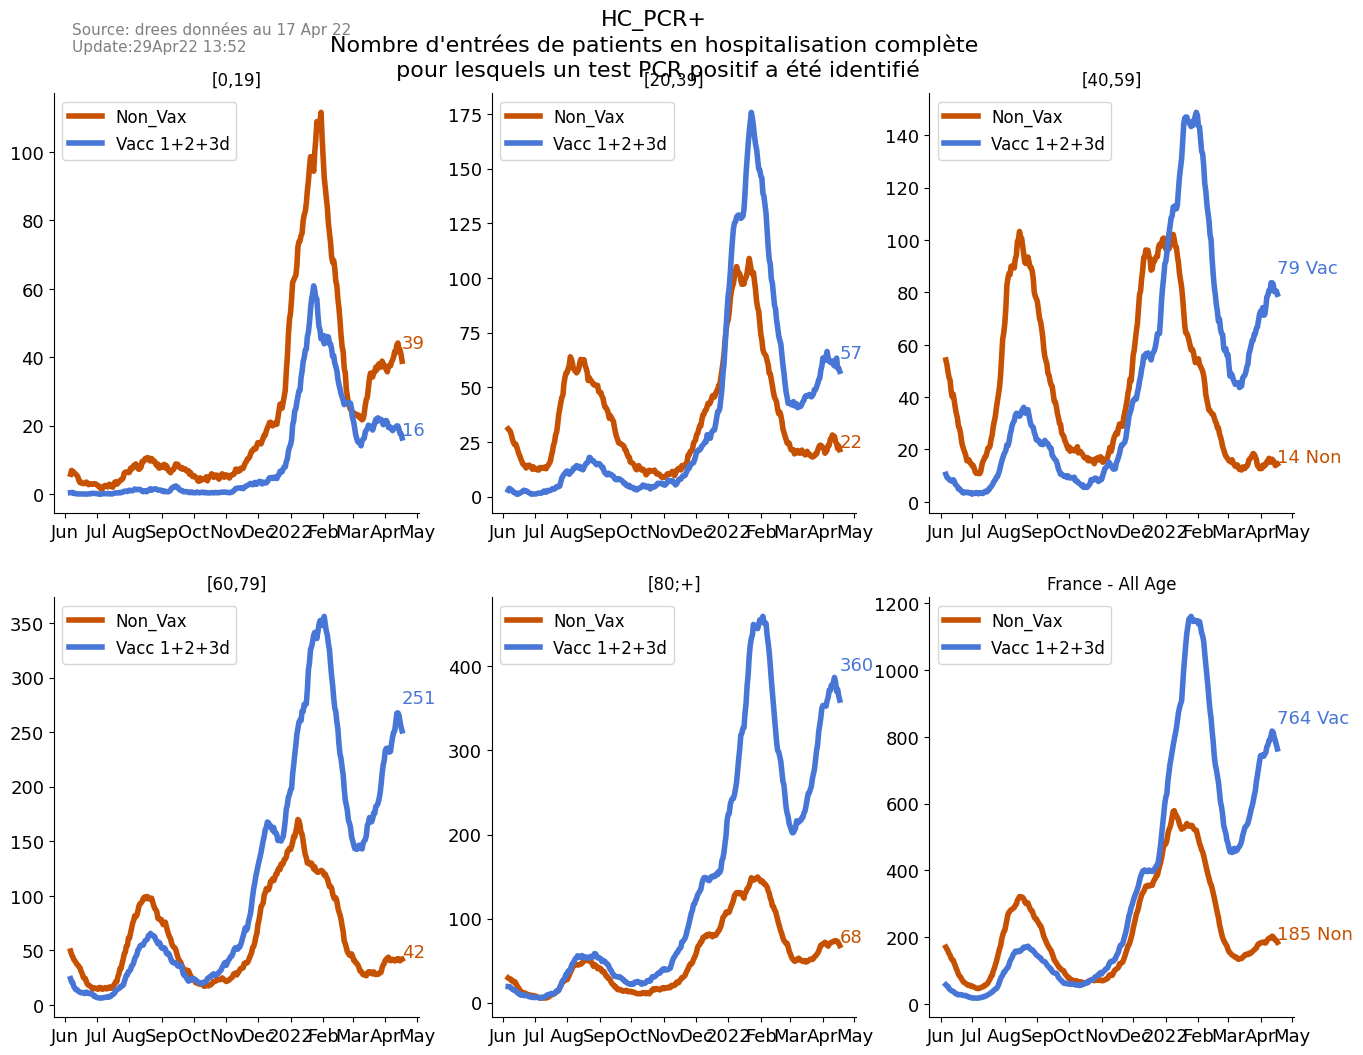 HC_PCR+
Source: drees données au 17 Apr 22
Update:29Apr22 13:52
Nombre d'entrées de patients en hospitalisation complète
pour lesquels un test PCR positif a été identifié
[0,19]
Non_Vax
Vacc 1+2+3d
100
80
60
40
20
0
39
16
Jun Jul Aug Sep Oct Nov Dec 2022 Feb Mar Apr May
[20,39]
Non_Vax
Vacc 1+2+3d
175
150
125
100
75
50
25
0
57
22
Jun Jul Aug Sep Oct Nov Dec 2022 Feb Mar Apr May
[40,59]
Non_Vax
Vacc 1+2+3d
140
120
100
80
60
40
20
0
79 Vac
14 Non
Jun Jul Aug Sep Oct Nov Dec 2022 Feb Mar Apr May
[60,79]
Non_Vax
Vacc 1+2+3d
350
300
250
200
150
100
50
0
251
42
Jun Jul Aug Sep Oct Nov Dec 2022 Feb Mar Apr May
[80;+]
Non_Vax
Vacc 1+2+3d
400
300
200
100
0
360
68
Jun Jul Aug Sep Oct Nov Dec 2022 Feb Mar Apr May
France - All Age
Non_Vax
Vacc 1+2+3d
1200
1000
800
600
400
200
0
764 Vac
185 Non
Jun Jul Aug Sep Oct Nov Dec 2022 Feb Mar Apr May